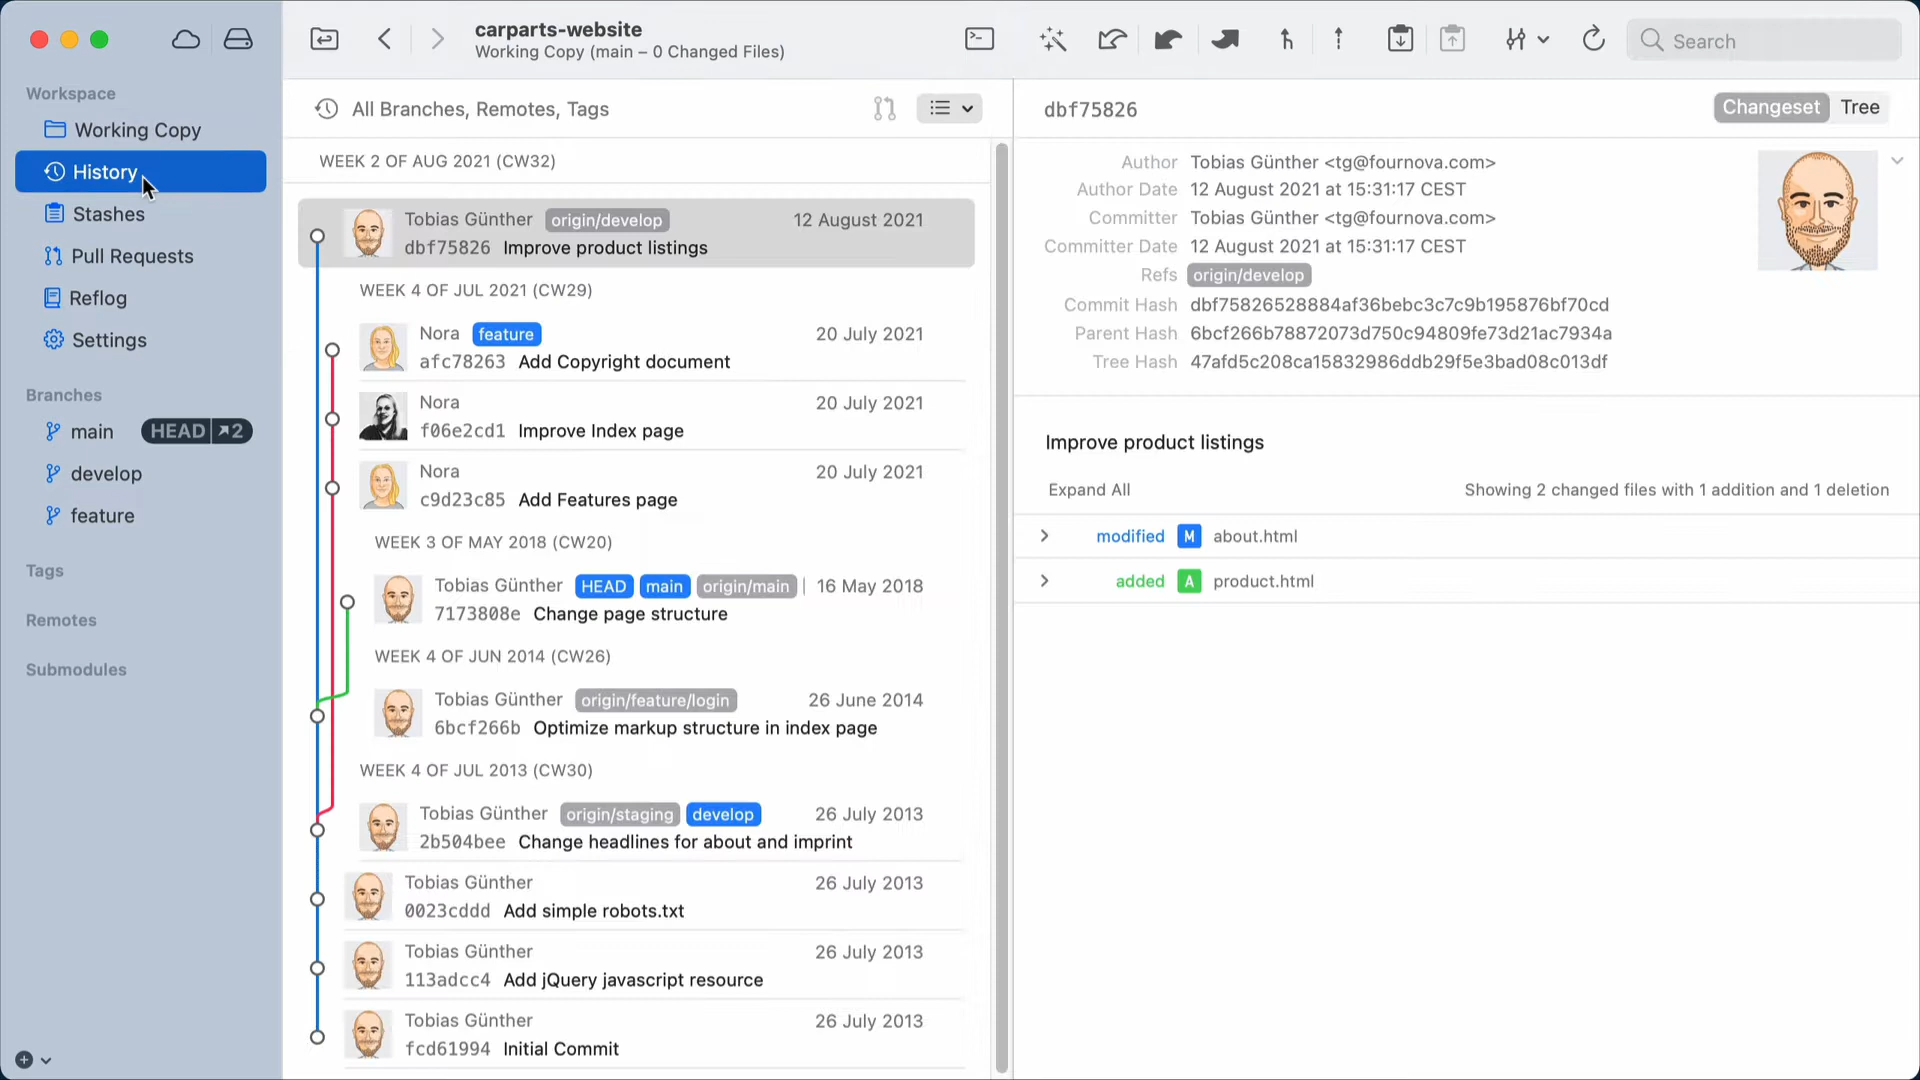 carparts-website
Working Copy (main – 0 Changed Files)
Search
Workspace
Working Copy
History
Stashes
Pull Requests
Reflog
Settings
Branches
main HEAD 2
develop
feature
Tags
Remotes
Submodules
All Branches, Remotes, Tags
WEEK 2 OF AUG 2021 (CW32)
Tobias Günther origin/develop 12 August 2021
dbf75826 Improve product listings
WEEK 4 OF JUL 2021 (CW29)
Nora feature 20 July 2021
afc78263 Add Copyright document
Nora 20 July 2021
f06e2cd1 Improve Index page
Nora 20 July 2021
c9d23c85 Add Features page
WEEK 3 OF MAY 2018 (CW20)
Tobias Günther HEAD main origin/main 16 May 2018
7173808e Change page structure
WEEK 4 OF JUN 2014 (CW26)
Tobias Günther origin/feature/login 26 June 2014
6bcf266b Optimize markup structure in index page
WEEK 4 OF JUL 2013 (CW30)
Tobias Günther origin/staging develop 26 July 2013
2b504bee Change headlines for about and imprint
Tobias Günther 26 July 2013
0023cddd Add simple robots.txt
Tobias Günther 26 July 2013
113adcc4 Add jQuery javascript resource
Tobias Günther 26 July 2013
fcd61994 Initial Commit
dbf75826 Changeset Tree
Author Tobias Günther <tg@fournova.com>
Author Date 12 August 2021 at 15:31:17 CEST
Committer Tobias Günther <tg@fournova.com>
Committer Date 12 August 2021 at 15:31:17 CEST
Refs origin/develop
Commit Hash dbf75826528884af36bebc3c7c9b195876bf70cd
Parent Hash 6bcf266b78872073d750c94809fe73d21ac7934a
Tree Hash 47afd5c208ca15832986ddb29f5e3bad08c013df
Improve product listings
Expand All Showing 2 changed files with 1 addition and 1 deletion
modified M about.html
added A product.html